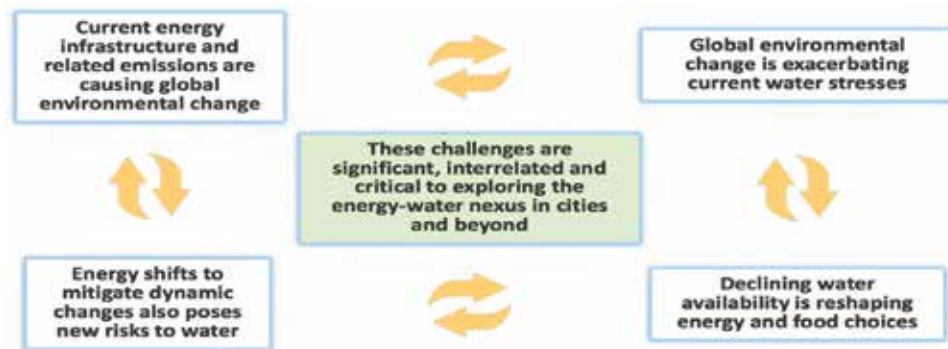 Current energy
infrastructure and
related emissions are
causing global
environmental change
Global environmental
change is exacerbating
current water stresses
These challenges are
significant, interrelated and
critical to exploring the
energy-water nexus in cities
and beyond
Energy shifts to
mitigate dynamic
changes also poses
new risks to water
Declining water
availability is reshaping
energy and food choices